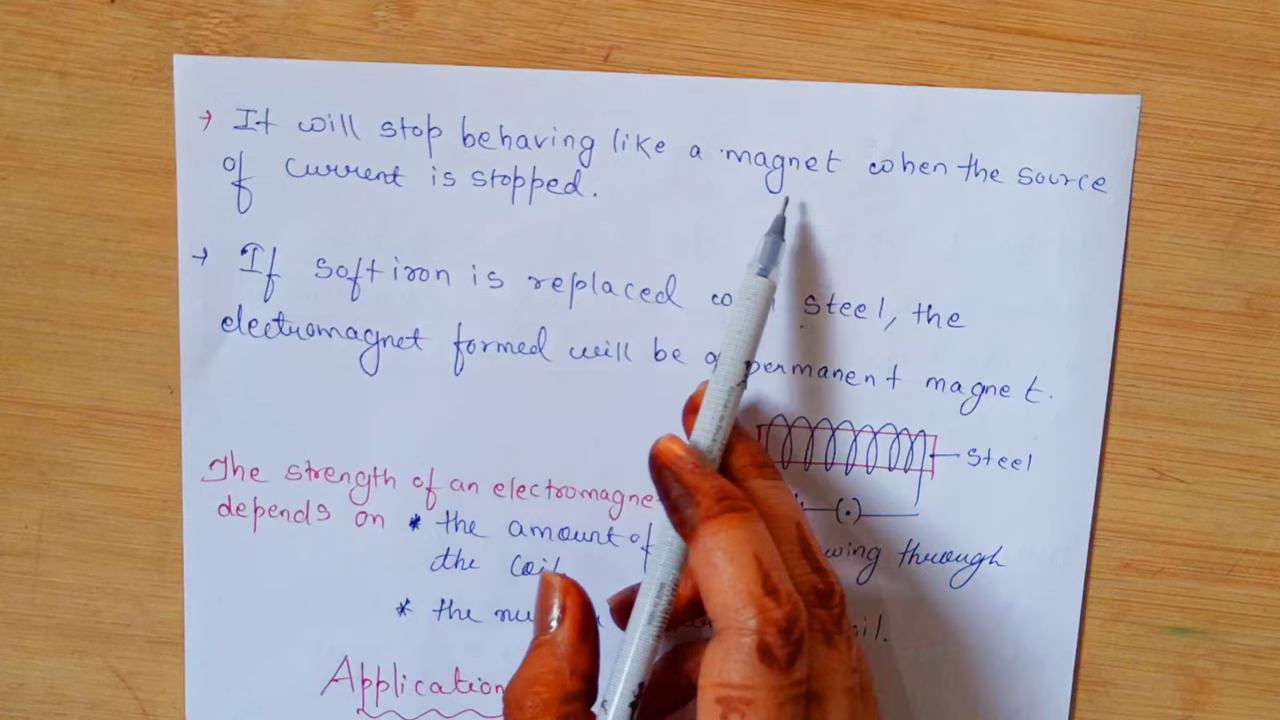 → It will stop behaving like a magnet when the source
of current is stopped.
→ If soft iron is replaced steel, the
electromagnet formed will be a permanent magnet.
Steel
The strength of an electromagne
depends on * the amount of wing through
the coil
* the nu il.
Application